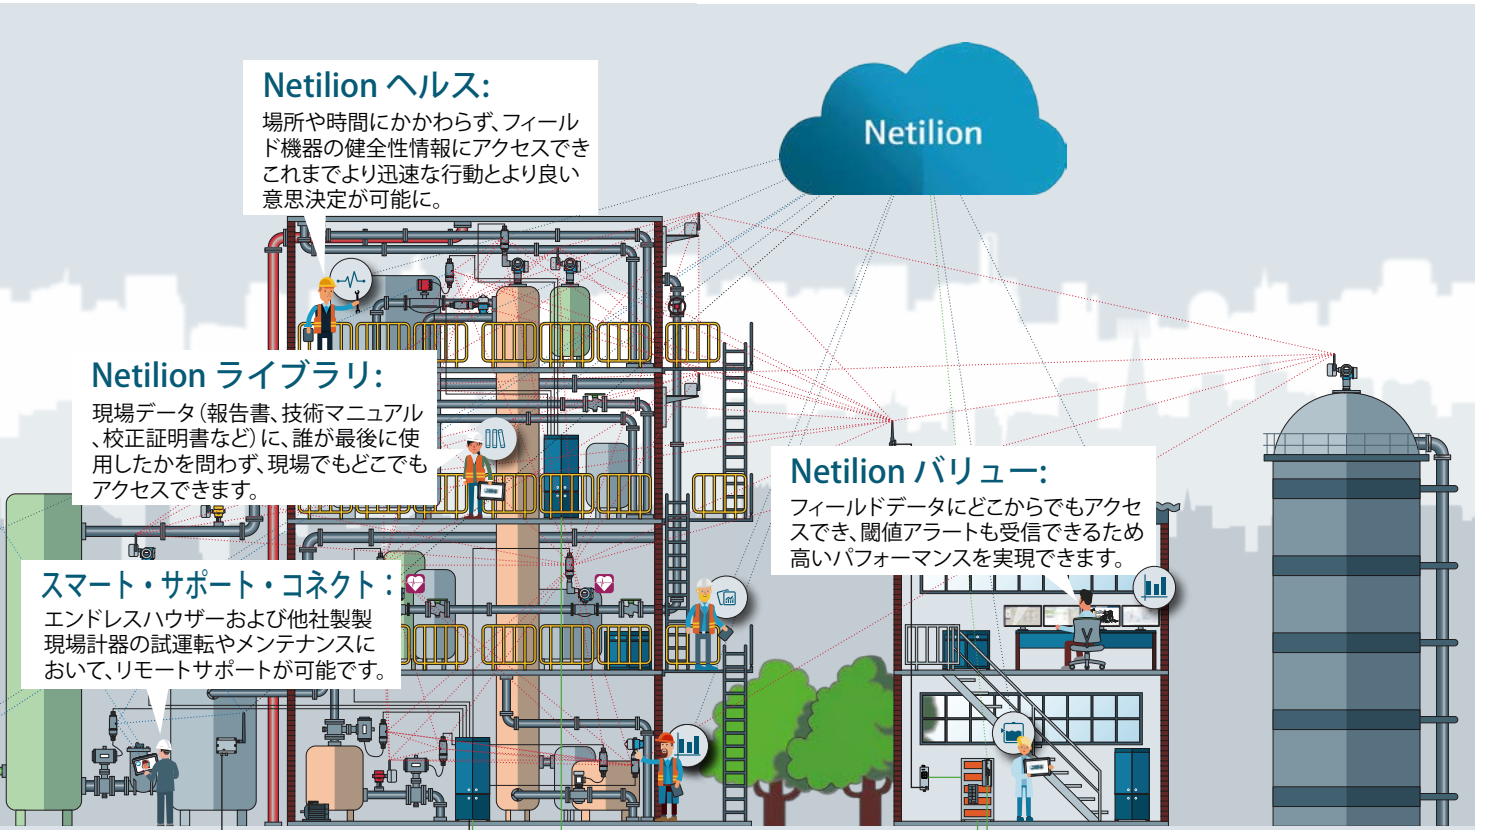 Netilion
Netilion ヘルス:
場所や時間にかかわらず、フィール
ド機器の健全性情報にアクセスでき
これまでより迅速な行動とより良い
意思決定が可能に。
Netilion ライブラリ:
現場データ（報告書、技術マニュアル
、校正証明書など）に、誰が最後に使
用したかを問わず、現場でもどこでも
アクセスできます。
Netilion バリュー:
フィールドデータにどこからでもアクセ
スでき、閾値アラートも受信できるため
高いパフォーマンスを実現できます。
スマート・サポート・コネクト：
エンドレスハウザーおよび他社製製
現場計器の試運転やメンテナンスに
おいて、リモートサポートが可能です。